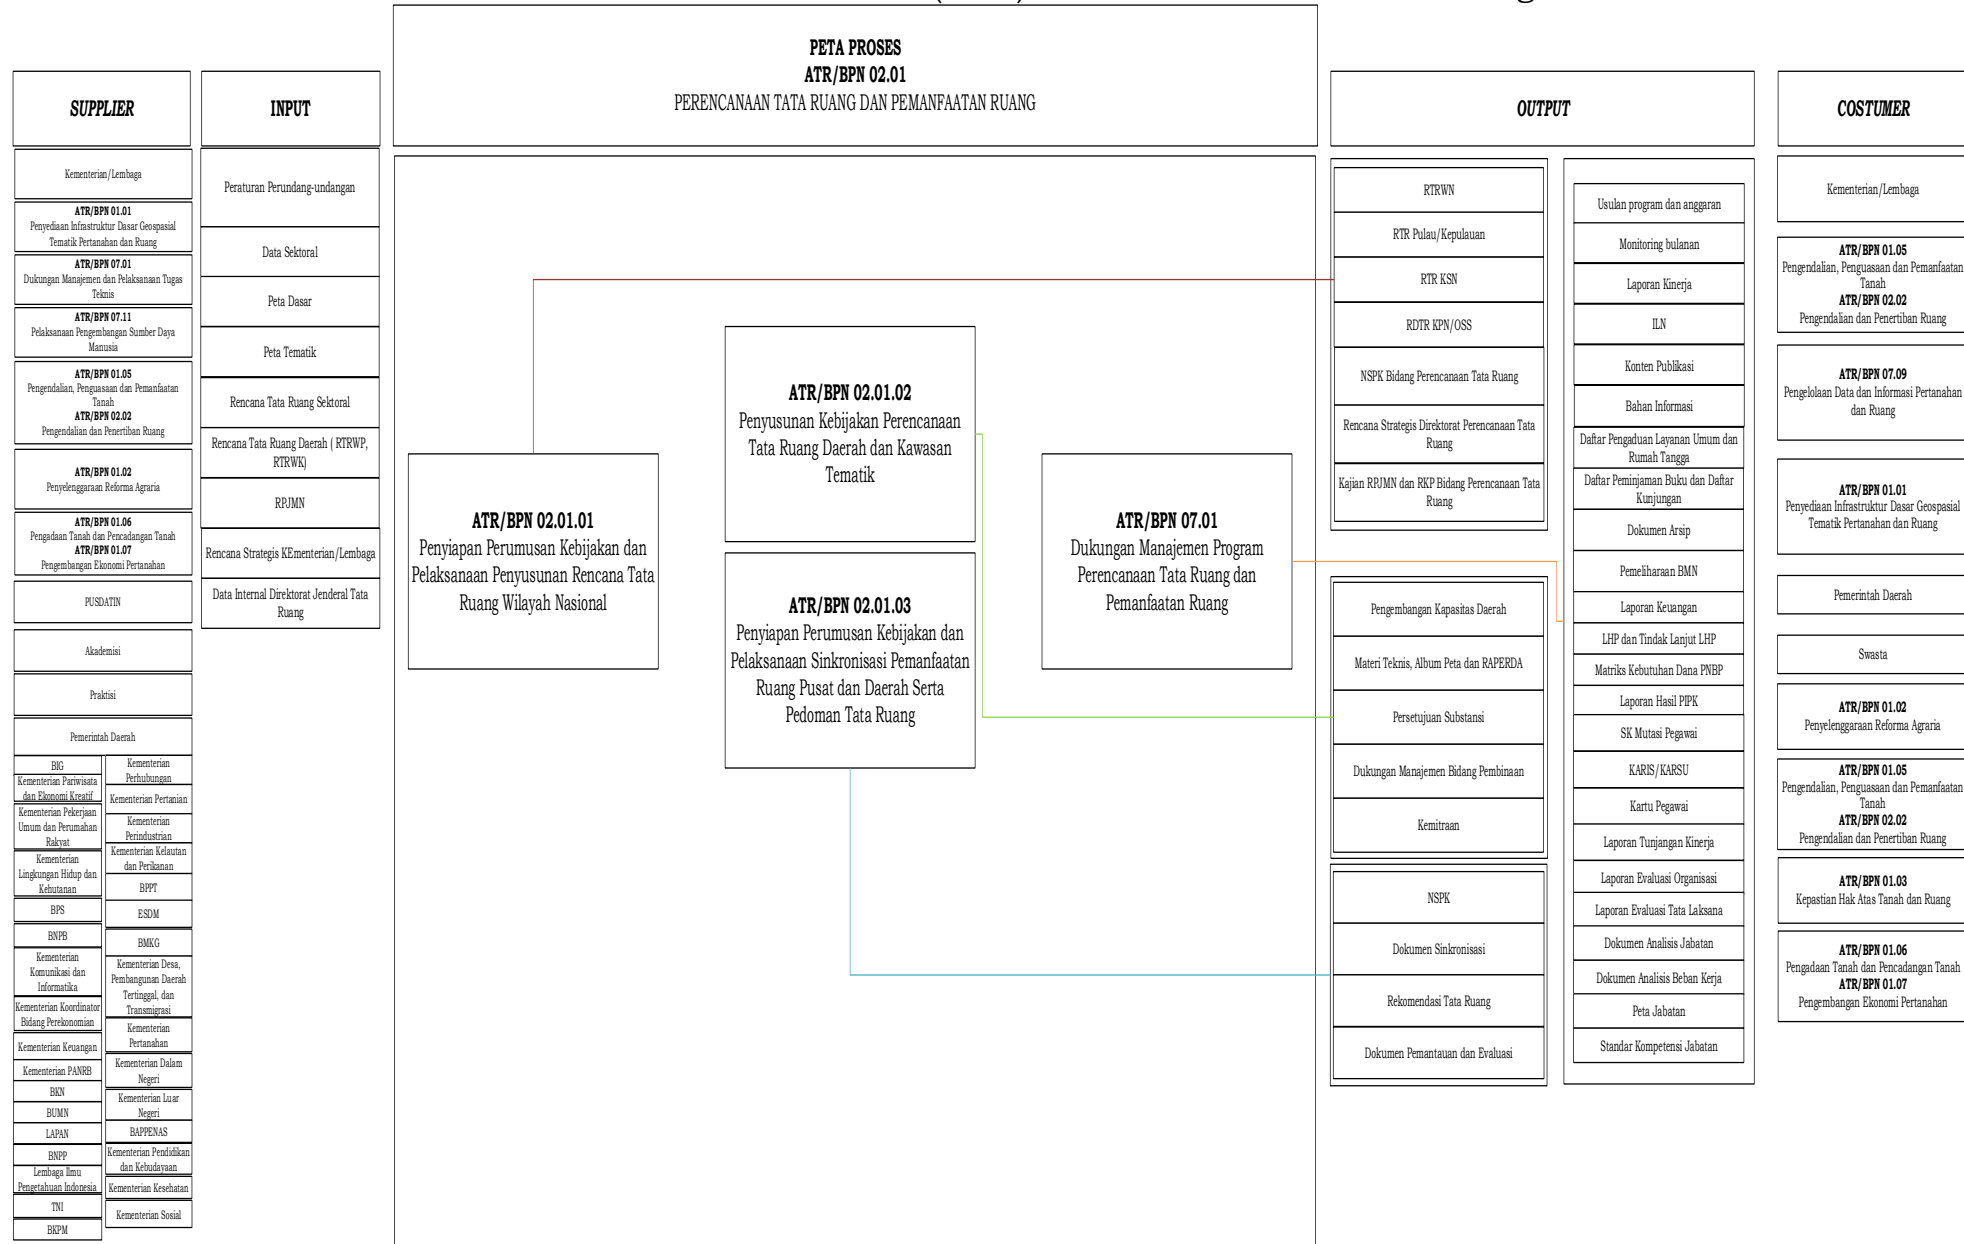 PETA PROSES
ATR/BPN 02.01
PERENCANAAN TATA RUANG DAN PEMANFAATAN RUANG
SUPPLIER
INPUT
OUTPUT
COSTUMER
Kementerian/Lembaga
ATR/BPN 01.01
Penyediaan Infrastruktur Dasar Geospasial
Tematik Pertanahan dan Ruang
ATR/BPN 07.01
Dukungan Manajemen dan Pelaksanaan Tugas
Teknis
ATR/BPN 07.11
Pelaksanaan Pengembangan Sumber Daya
Manusia
ATR/BPN 01.05
Pengendalian, Penguasaan dan Pemanfaatan
Tanah
ATR/BPN 02.02
Pengendalian dan Penertiban Ruang
ATR/BPN 01.02
Penyelenggaraan Reforma Agraria
ATR/BPN 01.06
Pengadaan Tanah dan Pencadangan Tanah
ATR/BPN 01.07
Pengembangan Ekonomi Pertanahan
PUSDATIN
Akademisi
Praktisi
Pemerintah Daerah
BIG
Kementerian Pariwisata
dan Ekonomi Kreatif
Kementerian Pekerjaan
Umum dan Perumahan
Rakyat
Kementerian
Lingkungan Hidup dan
Kehutanan
BPS
BNPB
Kementerian
Komunikasi dan
Informatika
Kementerian Koordinator
Bidang Perekonomian
Kementerian Keuangan
Kementerian PANRB
BKN
BUMN
LAPAN
BNPP
Lembaga Ilmu
Pengetahuan Indonesia
TNI
BKPM
Kementerian
Perhubungan
Kementerian Pertanian
Kementerian
Perindustrian
Kementerian Kelautan
dan Perikanan
BPPT
ESDM
BMKG
Kementerian Desa,
Pembangunan Daerah
Tertinggal, dan
Transmigrasi
Kementerian
Pertanahan
Kementerian Dalam
Negeri
Kementerian Luar
Negeri
BAPPENAS
Kementerian Pendidikan
dan Kebudayaan
Kementerian Kesehatan
Kementerian Sosial
Peraturan Perundang-undangan
Data Sektoral
Peta Dasar
Peta Tematik
Rencana Tata Ruang Sektoral
Rencana Tata Ruang Daerah ( RTRWP,
RTRWK)
RPJMN
Rencana Strategis KEmenterian/Lembaga
Data Internal Direktorat Jenderal Tata
Ruang
ATR/BPN 02.01.01
Penyiapan Perumusan Kebijakan dan
Pelaksanaan Penyusunan Rencana Tata
Ruang Wilayah Nasional
ATR/BPN 02.01.02
Penyusunan Kebijakan Perencanaan
Tata Ruang Daerah dan Kawasan
Tematik
ATR/BPN 02.01.03
Penyiapan Perumusan Kebijakan dan
Pelaksanaan Sinkronisasi Pemanfaatan
Ruang Pusat dan Daerah Serta
Pedoman Tata Ruang
ATR/BPN 07.01
Dukungan Manajemen Program
Perencanaan Tata Ruang dan
Pemanfaatan Ruang
RTRWN
RTR Pulau/Kepulauan
RTR KSN
RDTR KPN/OSS
NSPK Bidang Perencanaan Tata Ruang
Rencana Strategis Direktorat Perencanaan Tata
Ruang
Kajian RPJMN dan RKP Bidang Perencanaan Tata
Ruang
Pengembangan Kapasitas Daerah
Materi Teknis, Album Peta dan RAPERDA
Persetujuan Substansi
Dukungan Manajemen Bidang Pembinaan
Kemitraan
NSPK
Dokumen Sinkronisasi
Rekomendasi Tata Ruang
Dokumen Pemantauan dan Evaluasi
Usulan program dan anggaran
Monitoring bulanan
Laporan Kinerja
ILN
Konten Publikasi
Bahan Informasi
Daftar Pengaduan Layanan Umum dan
Rumah Tangga
Daftar Peminjaman Buku dan Daftar
Kunjungan
Dokumen Arsip
Pemeliharaan BMN
Laporan Keuangan
LHP dan Tindak Lanjut LHP
Matriks Kebutuhan Dana PNBP
Laporan Hasil PIPK
SK Mutasi Pegawai
KARIS/KARSU
Kartu Pegawai
Laporan Tunjangan Kinerja
Laporan Evaluasi Organisasi
Laporan Evaluasi Tata Laksana
Dokumen Analisis Jabatan
Dokumen Analisis Beban Kerja
Peta Jabatan
Standar Kompetensi Jabatan
Kementerian/Lembaga
ATR/BPN 01.05
Pengendalian, Penguasaan dan Pemanfaatan
Tanah
ATR/BPN 02.02
Pengendalian dan Penertiban Ruang
ATR/BPN 07.09
Pengelolaan Data dan Informasi Pertanahan
dan Ruang
ATR/BPN 01.01
Penyediaan Infrastruktur Dasar Geospasial
Tematik Pertanahan dan Ruang
Pemerintah Daerah
Swasta
ATR/BPN 01.02
Penyelenggaraan Reforma Agraria
ATR/BPN 01.05
Pengendalian, Penguasaan dan Pemanfaatan
Tanah
ATR/BPN 02.02
Pengendalian dan Penertiban Ruang
ATR/BPN 01.03
Kepastian Hak Atas Tanah dan Ruang
ATR/BPN 01.06
Pengadaan Tanah dan Pencadangan Tanah
ATR/BPN 01.07
Pengembangan Ekonomi Pertanahan